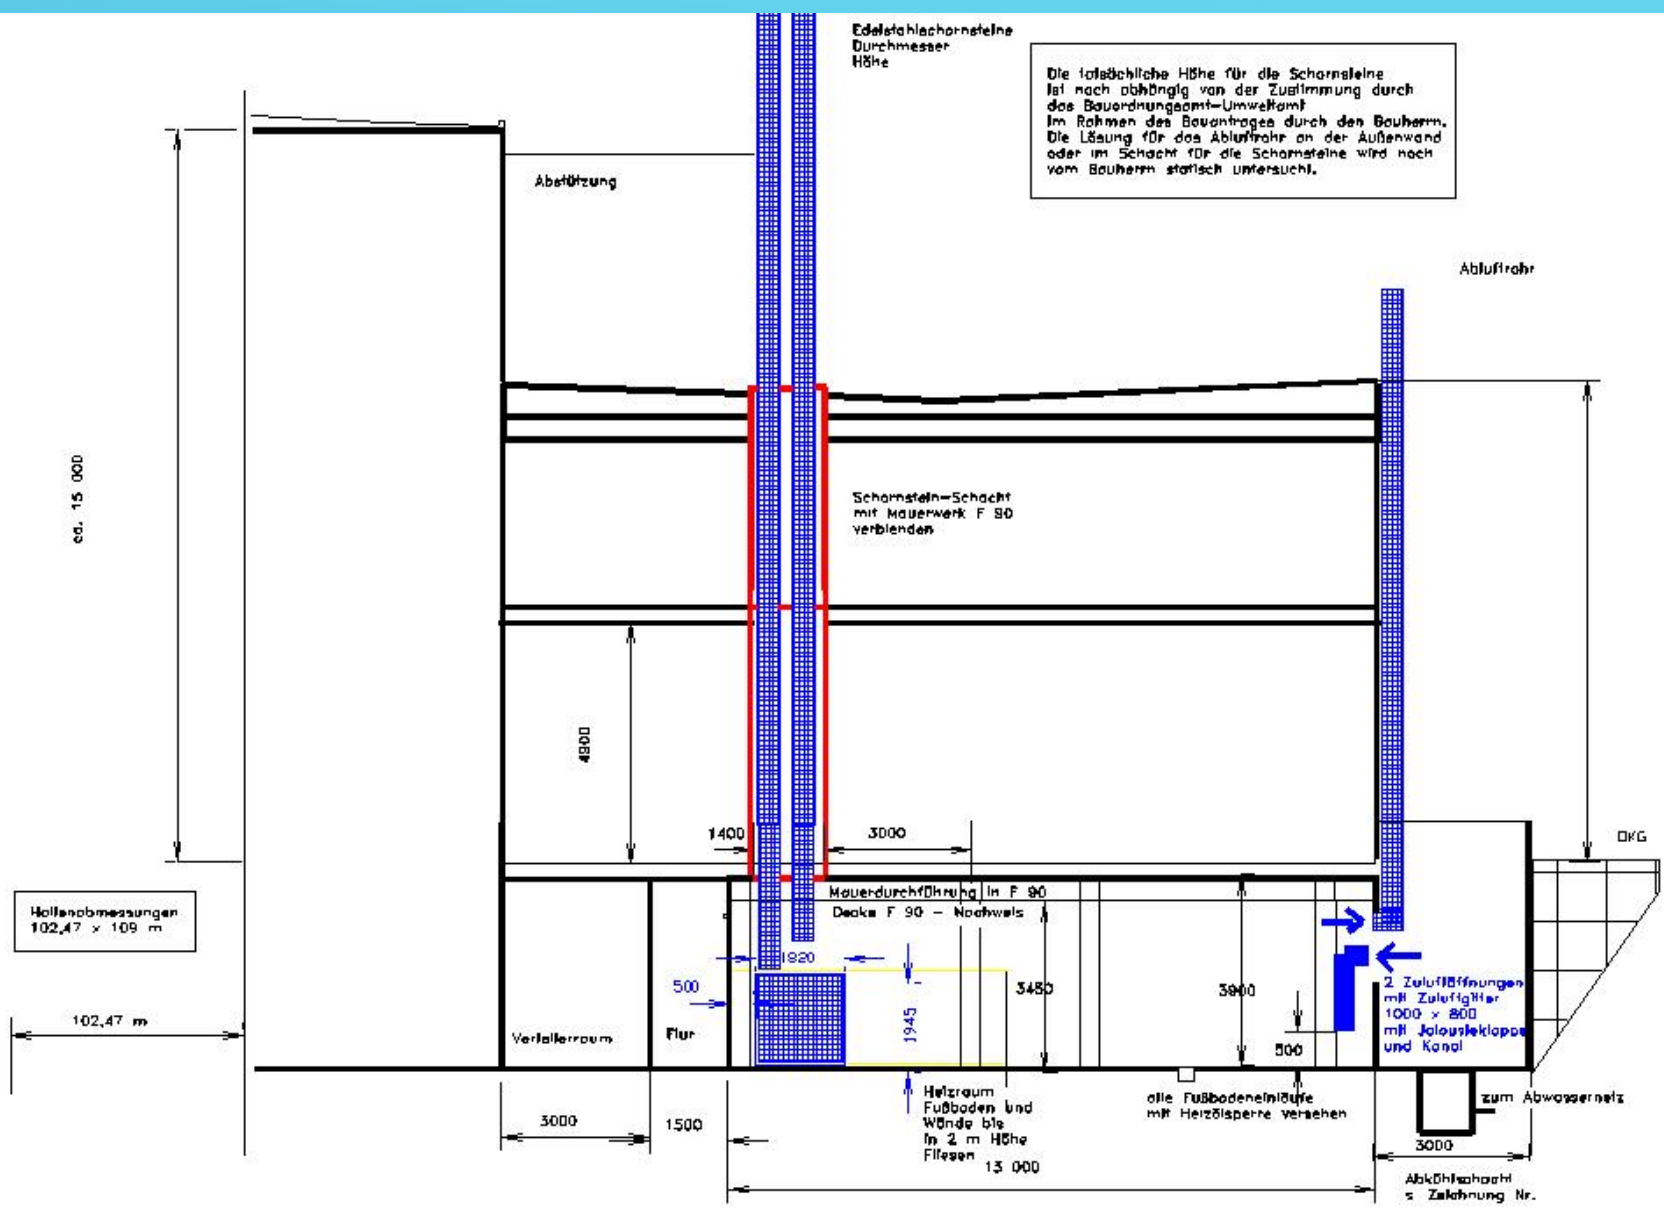 Edelstahlschornsteine
Durchmesser
Höhe
Die tatsächliche Höhe für die Schornsteine
ist noch abhängig von der Zustimmung durch
das Bauordnungsamt-Umweltamt
im Rahmen des Bauantrages durch den Bauherrn.
Die Lösung für das Abluftrohr an der Außenwand
oder im Schacht für die Schornsteine wird noch
vom Bauherrn statisch untersucht.
Abstützung
Abluftrohr
ca. 15 000
Schornstein-Schacht
mit Mauerwerk F 90
verblenden
4900
1400
3000
OKG
Mauerdurchführung in F 90
Decke F 90 - Nachweis
Hallenabmessungen
102,47 x 109 m
1820
500
3450
3900
1945
2 Zuluftöffnungen
mit Zuluftgitter
1000 x 800
mit Jalousieklappe
und Kanal
102,47 m
Verteilerraum
Flur
500
Heizraum
Fußboden und
Wände bis
in 2 m Höhe
Fliesen
alle Fußbodeneinläufe
mit Heizölsperre versehen
zum Abwassernetz
3000
1500
3000
13 000
Abkühlschacht
s Zeichnung Nr.